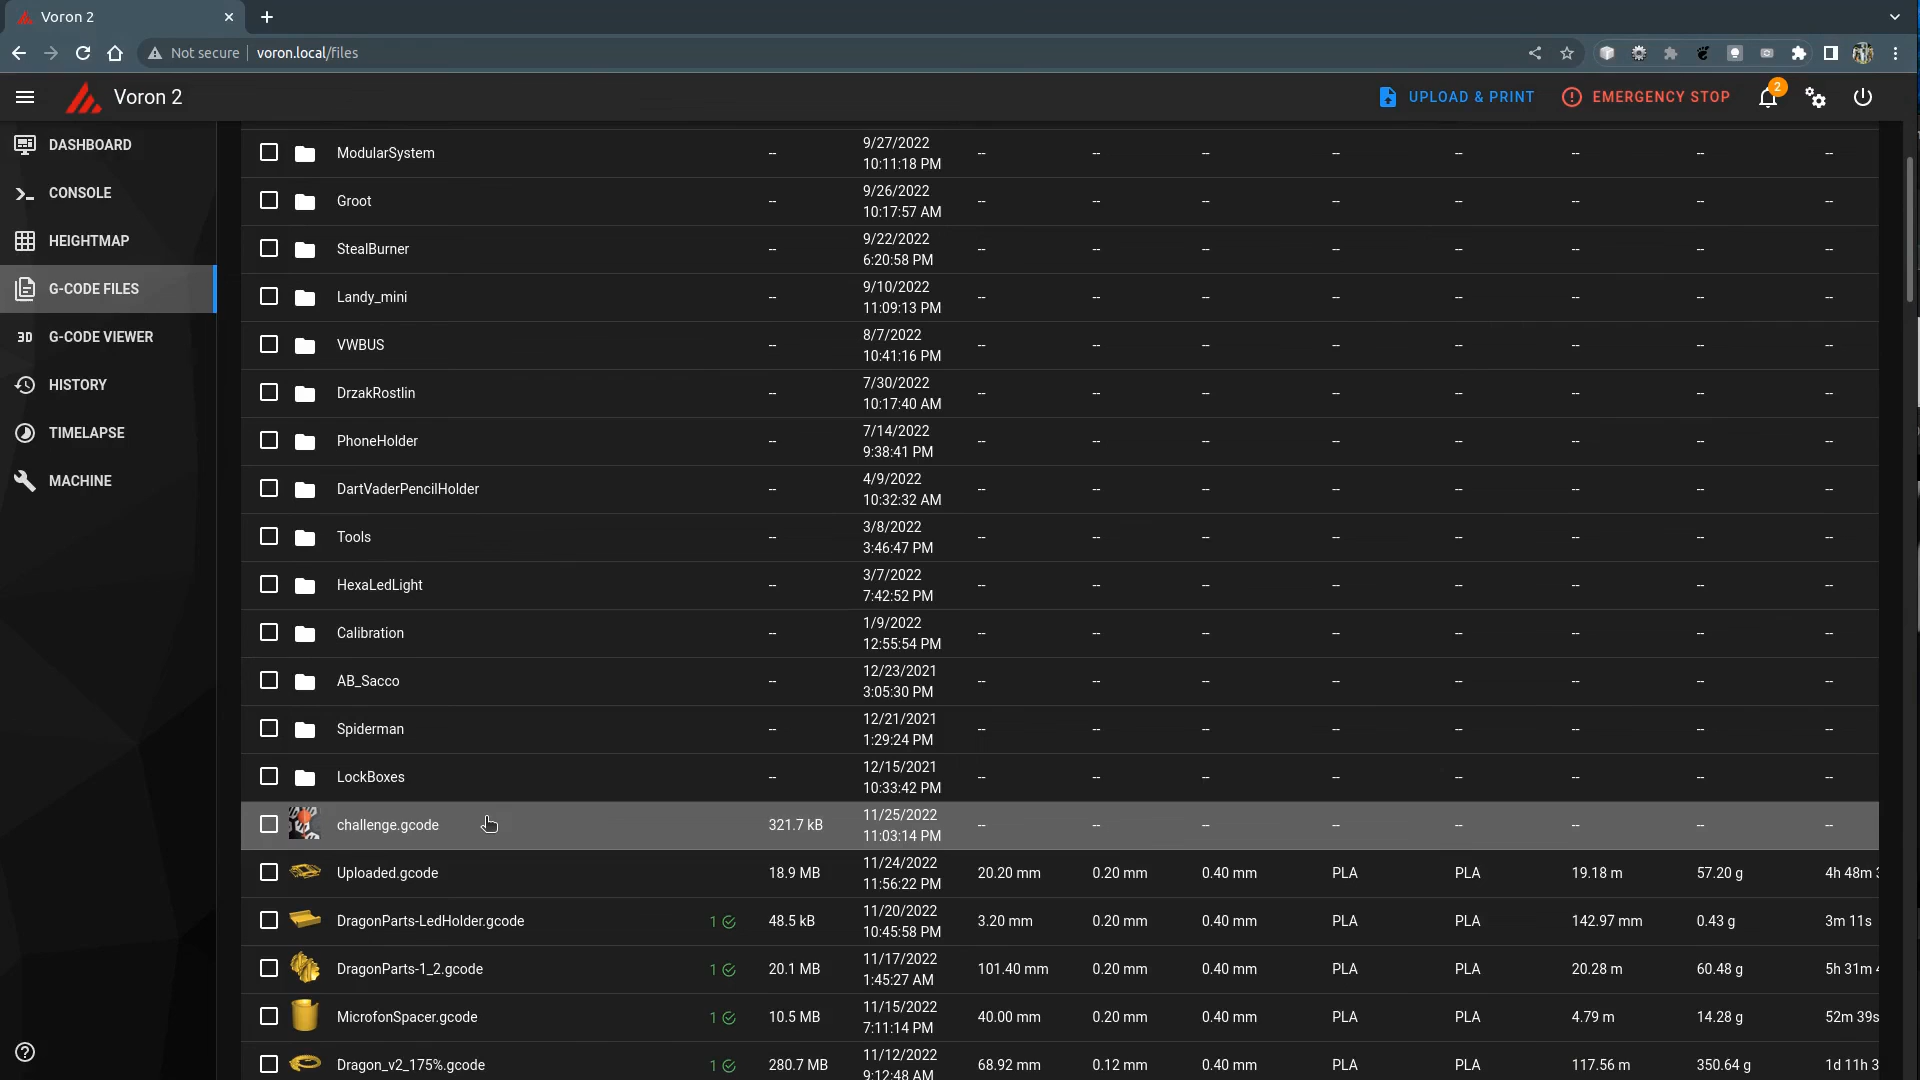 Voron 2
Not secure voron.local/files
Voron 2 UPLOAD & PRINT EMERGENCY STOP 2
DASHBOARD
CONSOLE
HEIGHTMAP
G-CODE FILES
3D G-CODE VIEWER
HISTORY
TIMELAPSE
MACHINE
ModularSystem -- 9/27/2022 10:11:18 PM -- -- -- -- -- -- -- --
Groot -- 9/26/2022 10:17:57 AM -- -- -- -- -- -- -- --
StealBurner -- 9/22/2022 6:20:58 PM -- -- -- -- -- -- -- --
Landy_mini -- 9/10/2022 11:09:13 PM -- -- -- -- -- -- -- --
VWBUS -- 8/7/2022 10:41:16 PM -- -- -- -- -- -- -- --
DrzakRostlin -- 7/30/2022 10:17:40 AM -- -- -- -- -- -- -- --
PhoneHolder -- 7/14/2022 9:38:41 PM -- -- -- -- -- -- -- --
DartVaderPencilHolder -- 4/9/2022 10:32:32 AM -- -- -- -- -- -- -- --
Tools -- 3/8/2022 3:46:47 PM -- -- -- -- -- -- -- --
HexaLedLight -- 3/7/2022 7:42:52 PM -- -- -- -- -- -- -- --
Calibration -- 1/9/2022 12:55:54 PM -- -- -- -- -- -- -- --
AB_Sacco -- 12/23/2021 3:05:30 PM -- -- -- -- -- -- -- --
Spiderman -- 12/21/2021 1:29:24 PM -- -- -- -- -- -- -- --
LockBoxes -- 12/15/2021 10:33:42 PM -- -- -- -- -- -- -- --
challenge.gcode 321.7 kB 11/25/2022 11:03:14 PM -- -- -- -- -- -- -- --
Uploaded.gcode 18.9 MB 11/24/2022 11:56:22 PM 20.20 mm 0.20 mm 0.40 mm PLA PLA 19.18 m 57.20 g 4h 48m
DragonParts-LedHolder.gcode 1 48.5 kB 11/20/2022 10:45:58 PM 3.20 mm 0.20 mm 0.40 mm PLA PLA 142.97 mm 0.43 g 3m 11s
DragonParts-1_2.gcode 1 20.1 MB 11/17/2022 1:45:27 AM 101.40 mm 0.20 mm 0.40 mm PLA PLA 20.28 m 60.48 g 5h 31m
MicrofonSpacer.gcode 1 10.5 MB 11/15/2022 7:11:14 PM 40.00 mm 0.20 mm 0.40 mm PLA PLA 4.79 m 14.28 g 52m 39s
Dragon_v2_175%.gcode 1 280.7 MB 11/12/2022 9:12:48 AM 68.92 mm 0.12 mm 0.40 mm PLA PLA 117.56 m 350.64 g 1d 11h